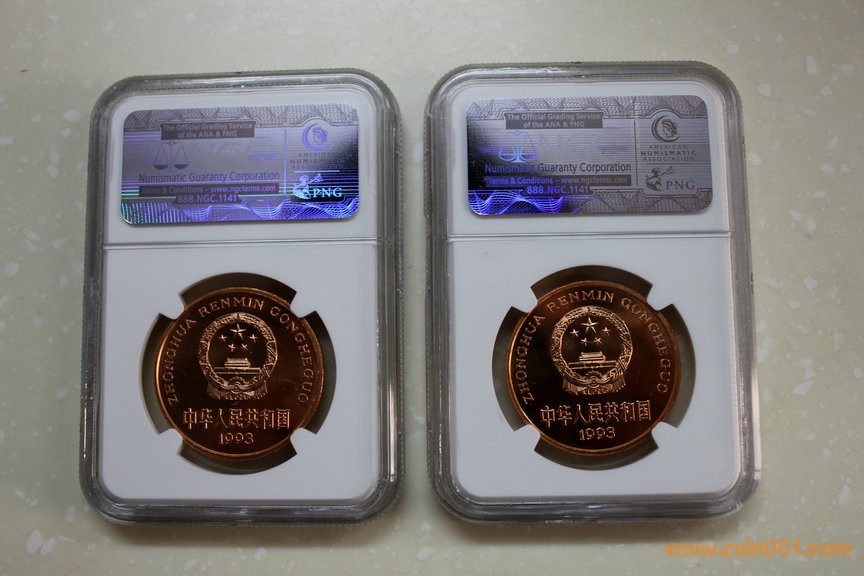 The Official Grading Service
of the ANA & PNG
Numismatic Guaranty Corporation
Terms & Conditions – www.ngcterms.com
888.NGC.1141
AMERICAN
NUMISMATIC
ASSOCIATION
PNG
ZHONGHUA RENMIN GONGHEGUO
中华人民共和国
1993
The Official Grading Service
of the ANA & PNG
Numismatic Guaranty Corporation
Terms & Conditions – www.ngcterms.com
888.NGC.1141
AMERICAN
NUMISMATIC
ASSOCIATION
PNG
ZHONGHUA RENMIN GONGHEGUO
中华人民共和国
1993
www.coin001.com